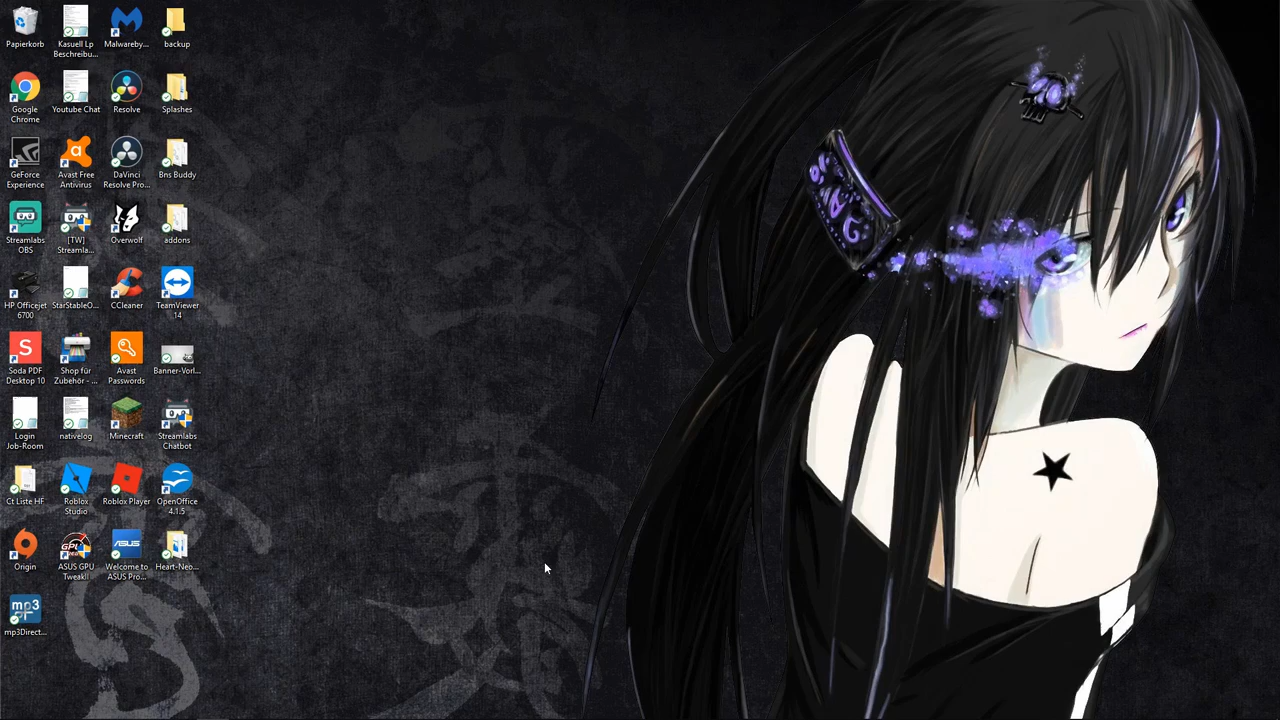 Papierkorb
Kasuell Lp
Beschreibu...
Malwareby...
backup
Google
Chrome
Youtube Chat
Resolve
Splashes
GeForce
Experience
Avast Free
Antivirus
DaVinci
Resolve Pro...
Bns Buddy
Streamlabs
OBS
[TW]
Streamla...
Overwolf
addons
HP Officejet
6700
StarStableO...
CCleaner
TeamViewer
14
S
Soda PDF
Desktop 10
Shop für
Zubehör - ...
Avast
Passwords
Banner-Vorl...
Login
Job-Room
nativelog
Minecraft
Streamlabs
Chatbot
Ct Liste HF
Roblox
Studio
Roblox Player
OpenOffice
4.1.5
Origin
GPU
ASUS GPU
TweakII
ASUS
Welcome to
ASUS Pro...
Heart-Neo...
mp3
mp3Direct...